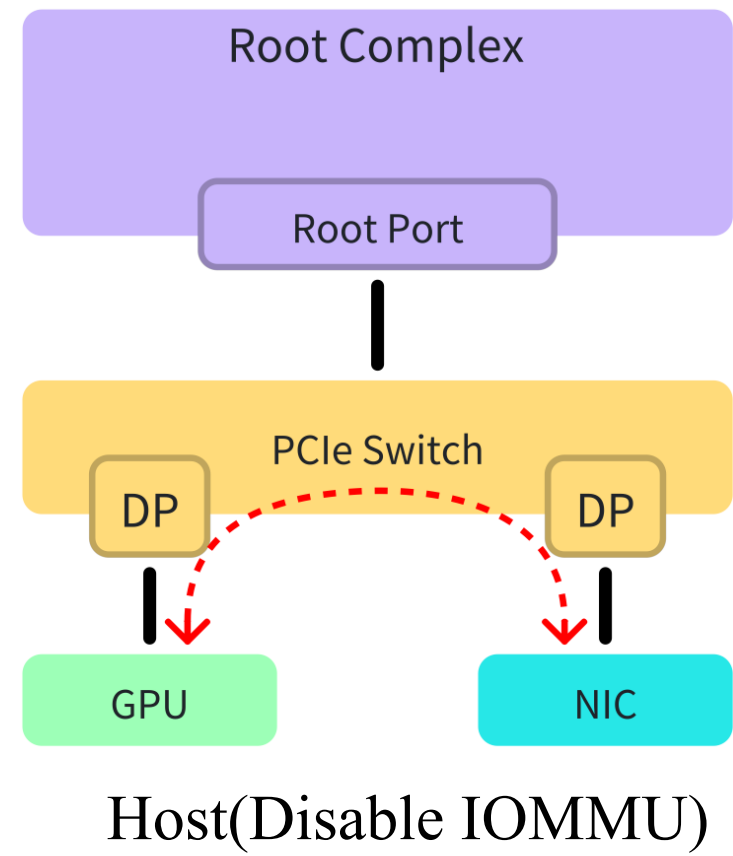 Root Complex
Root Port
PCIe Switch
DP
DP
GPU
NIC
Host(Disable IOMMU)